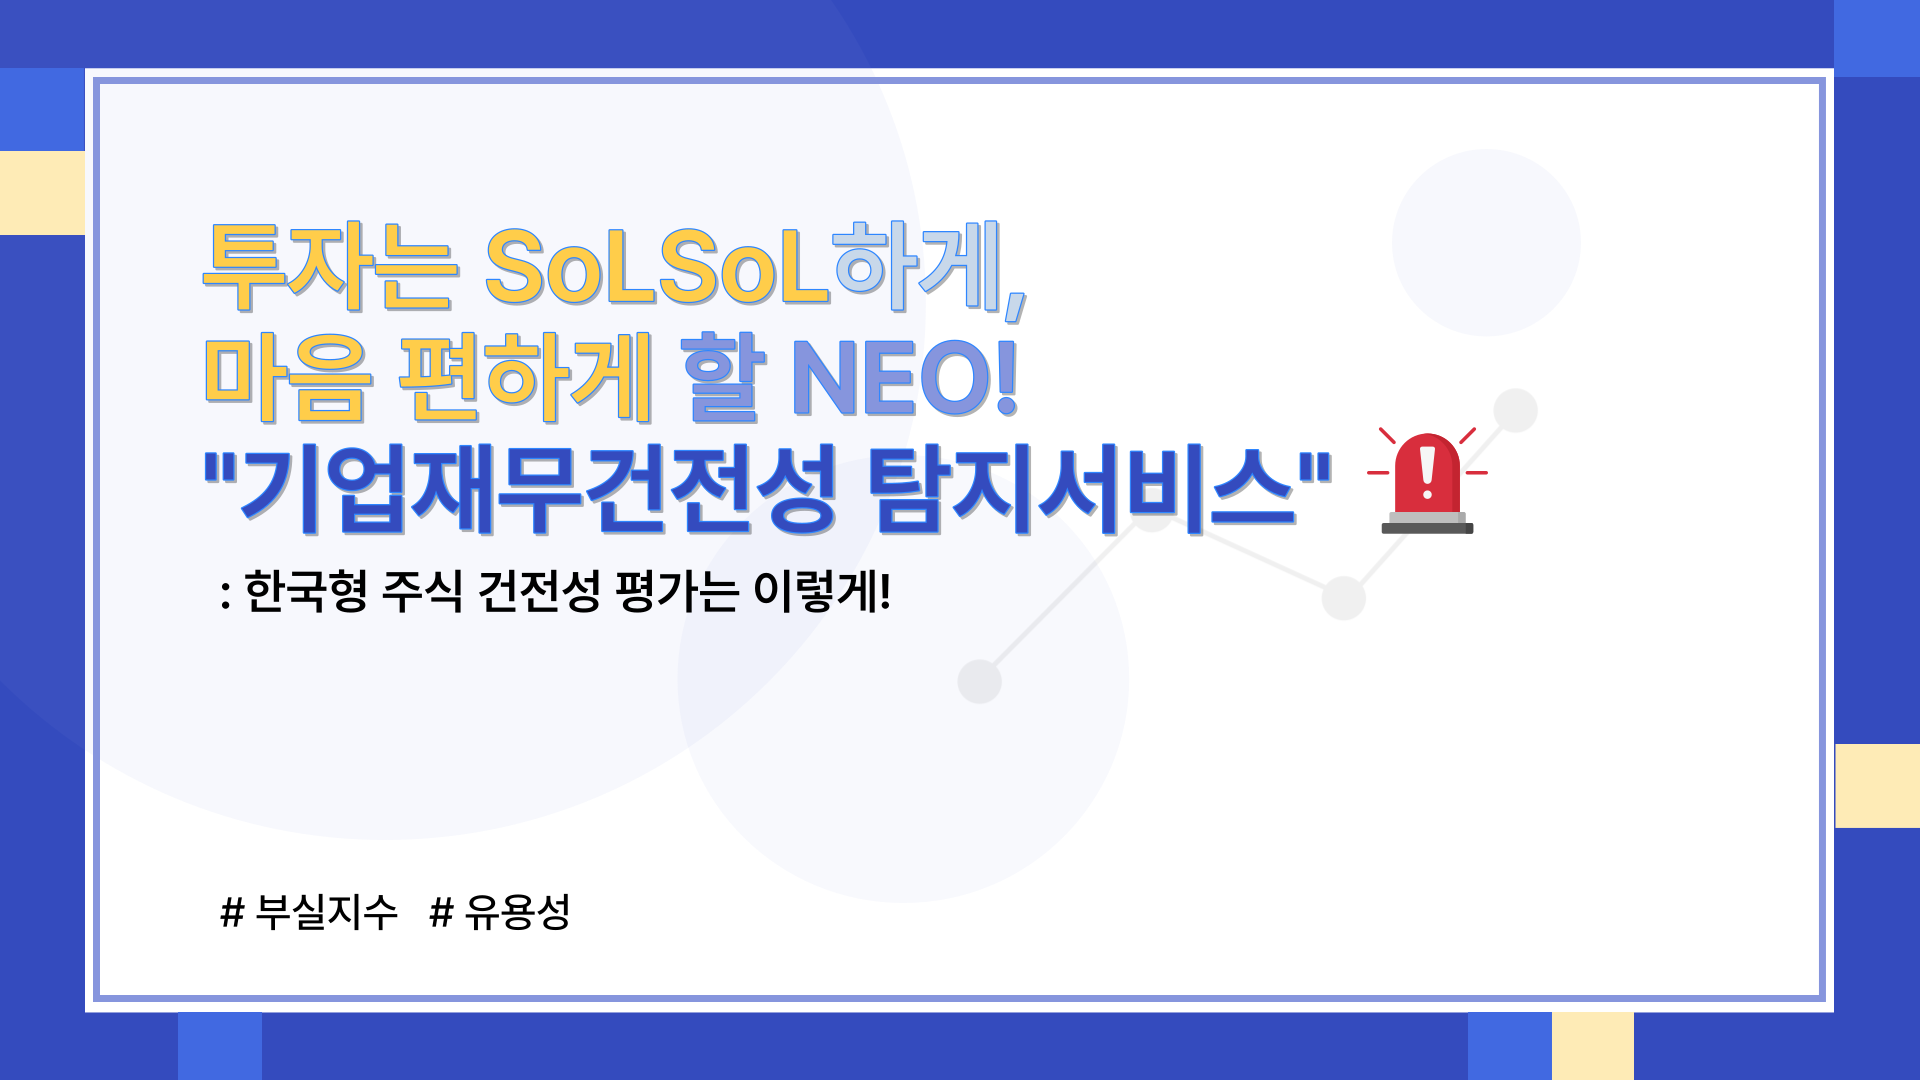 투자는 SoLSoL하게,
마음 편하게 할 NEO!
"기업재무건전성 탐지서비스"
: 한국형 주식 건전성 평가는 이렇게!
# 부실지수 # 유용성